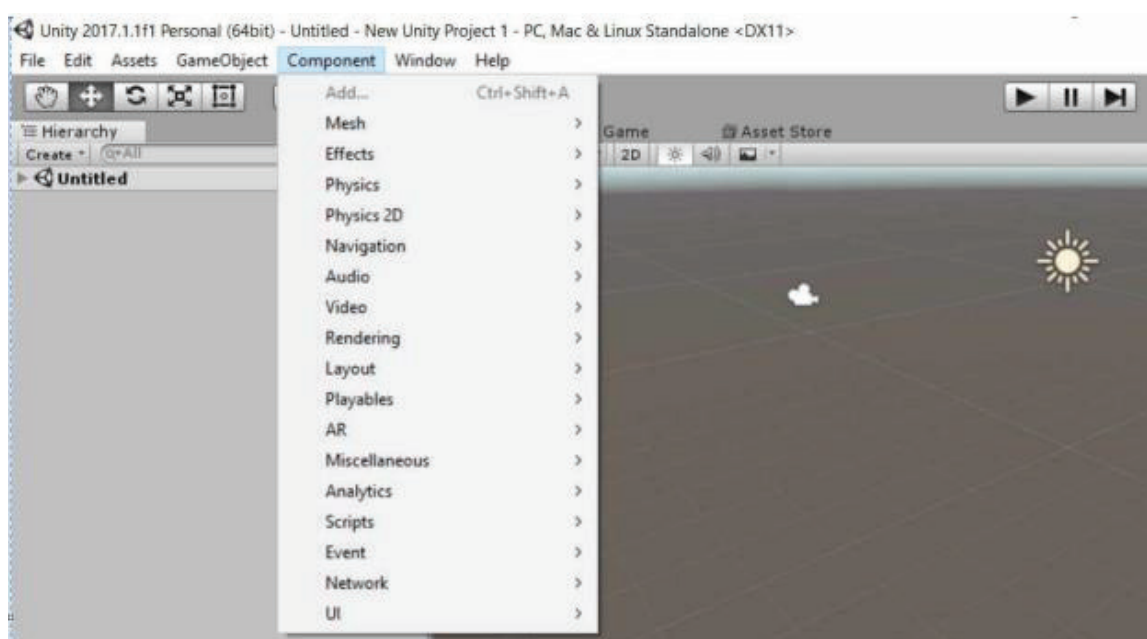 Unity 2017.1.1f1 Personal (64bit) - Untitled - New Unity Project 1 - PC, Mac & Linux Standalone <DX11>
File Edit Assets GameObject Component Window Help
Add... Ctrl+Shift+A
Hierarchy
Game
Asset Store
Create
All
2D
Untitled
Mesh
Effects
Physics
Physics 2D
Navigation
Audio
Video
Rendering
Layout
Playables
AR
Miscellaneous
Analytics
Scripts
Event
Network
UI